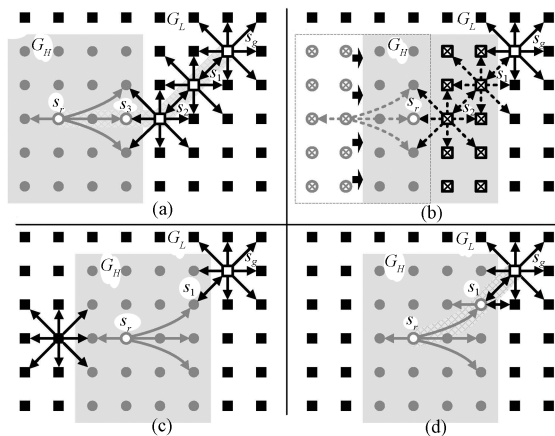 G_L G_L
G_H G_H
s_g s_g
s_1 s_1
s_r s_3 s_2 s_r s_2
(a) (b)
G_L G_L
G_H s_g G_H s_g
s_1 s_1
s_r s_r
(c) (d)